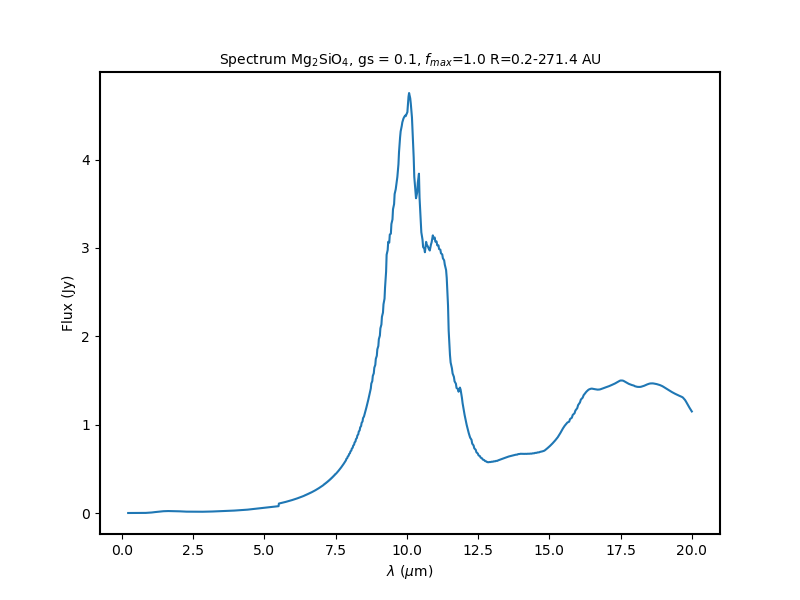 Spectrum Mg₂SiO₄, gs = 0.1, f_max=1.0 R=0.2-271.4 AU
Flux (Jy)
4
3
2
1
0
0.0 2.5 5.0 7.5 10.0 12.5 15.0 17.5 20.0
λ (μm)